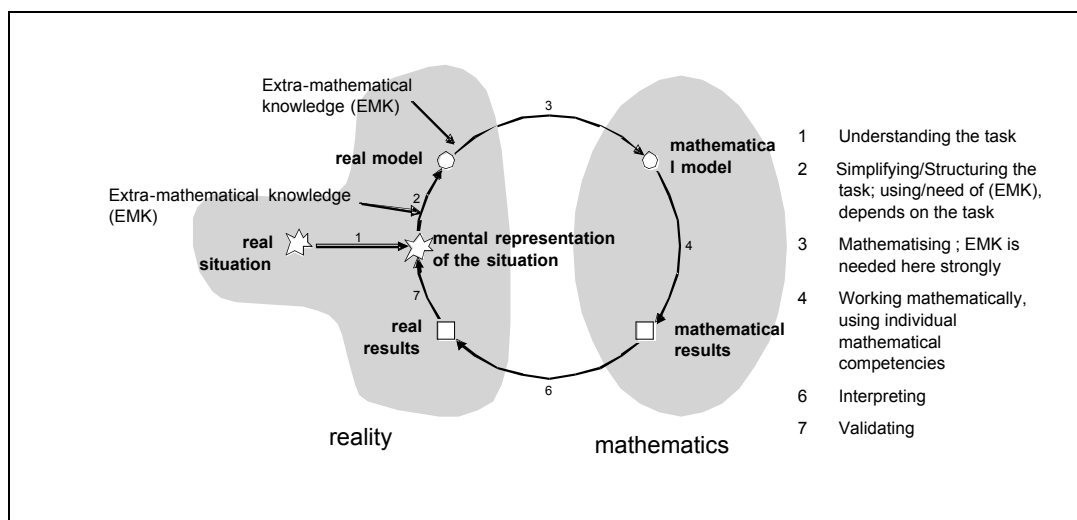 Extra-mathematical
knowledge (EMK)
3
real model
mathematica
l model
Extra-mathematical knowledge
(EMK)
2
1
1
real
situation
mental representation
of the situation
4
7
real
results
mathematical
results
6
reality
mathematics
1 Understanding the task
2 Simplifying/Structuring the
task; using/need of (EMK),
depends on the task
3 Mathematising ; EMK is
needed here strongly
4 Working mathematically,
using individual
mathematical
competencies
6 Interpreting
7 Validating